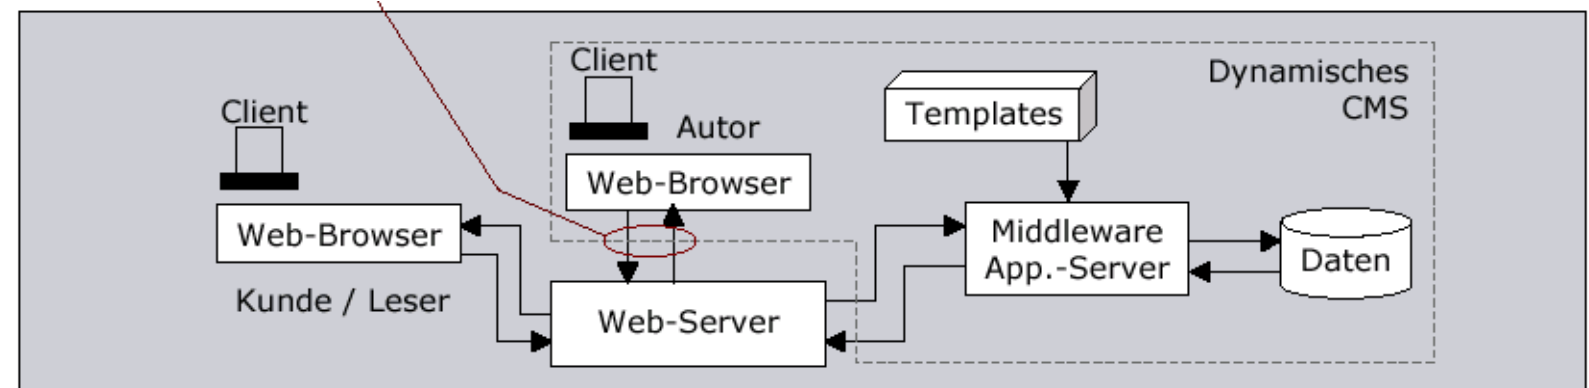 Client
Web-Browser
Kunde / Leser
Client
Autor
Web-Browser
Web-Server
Templates
Dynamisches
CMS
Middleware
App.-Server
Daten